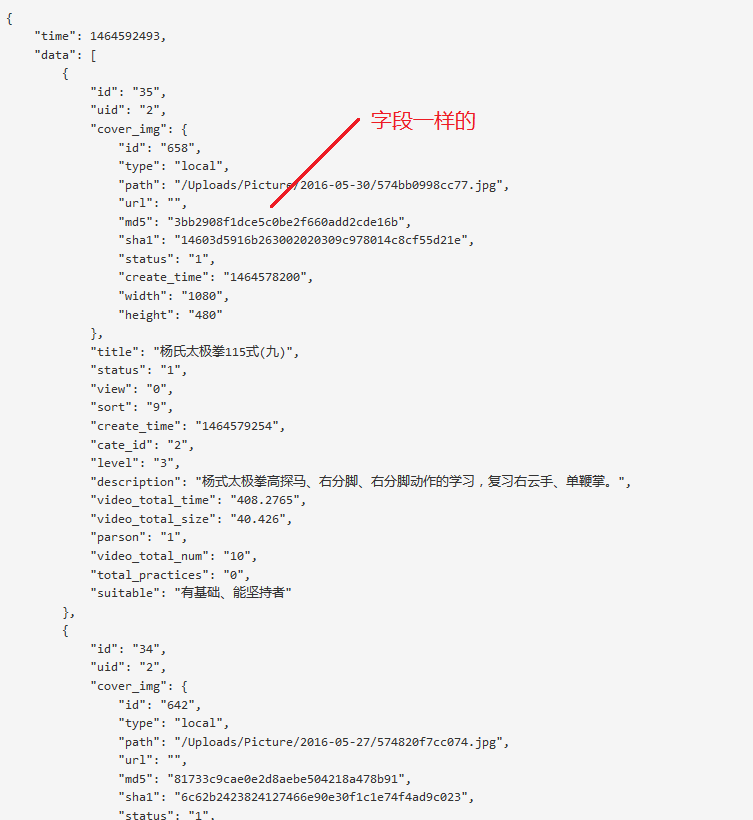 {
"time": 1464592493,
"data": [
{
"id": "35",
"uid": "2",
"cover_img": {
字段一样的
"id": "658",
"type": "local",
"path": "/Uploads/Picture/2016-05-30/574bb0998cc77.jpg",
"url": "",
"md5": "3bb2908f1dce5c0be2f660add2cde16b",
"sha1": "14603d5916b263002020309c978014c8cf55d21e",
"status": "1",
"create_time": "1464578200",
"width": "1080",
"height": "480"
},
"title": "杨氏太极拳115式(九)",
"status": "1",
"view": "0",
"sort": "9",
"create_time": "1464579254",
"cate_id": "2",
"level": "3",
"description": "杨式太极拳高探马、右分脚、右分脚动作的学习，复习右云手、单鞭掌。",
"video_total_time": "408.2765",
"video_total_size": "40.426",
"parson": "1",
"video_total_num": "10",
"total_practices": "0",
"suitable": "有基础、能坚持者"
},
{
"id": "34",
"uid": "2",
"cover_img": {
"id": "642",
"type": "local",
"path": "/Uploads/Picture/2016-05-27/574820f7cc074.jpg",
"url": "",
"md5": "81733c9cae0e2d8aebe504218a478b91",
"sha1": "6c62b2423824127466e90e30f1c1e74f4ad9c023",
"status": "1",